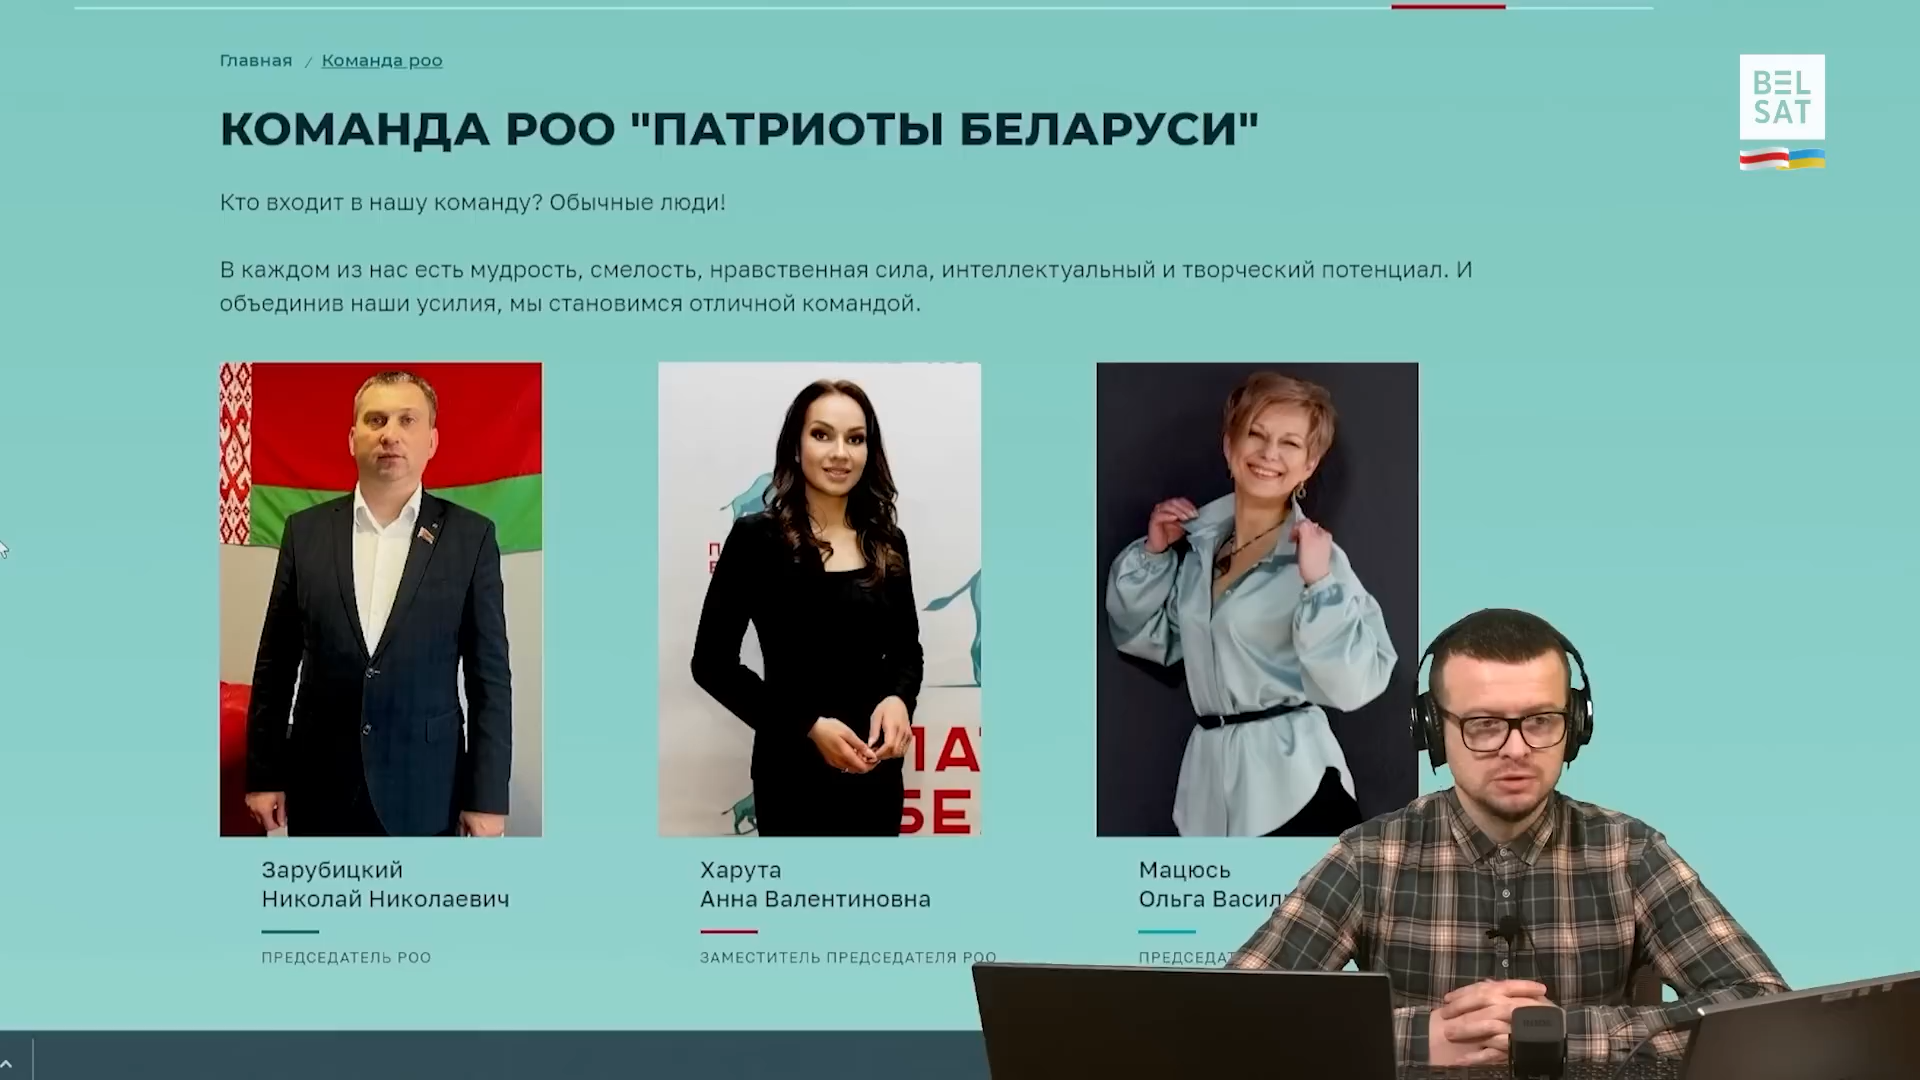 Главная / Команда роо
BEL
SAT
КОМАНДА РОО "ПАТРИОТЫ БЕЛАРУСИ"
Кто входит в нашу команду? Обычные люди!
В каждом из нас есть мудрость, смелость, нравственная сила, интеллектуальный и творческий потенциал. И
объединив наши усилия, мы становимся отличной командой.
Зарубицкий
Николай Николаевич
ПРЕДСЕДАТЕЛЬ РОО
Харута
Анна Валентиновна
ЗАМЕСТИТЕЛЬ ПРЕДСЕДАТЕЛЯ РОО
Мацюсь
Ольга